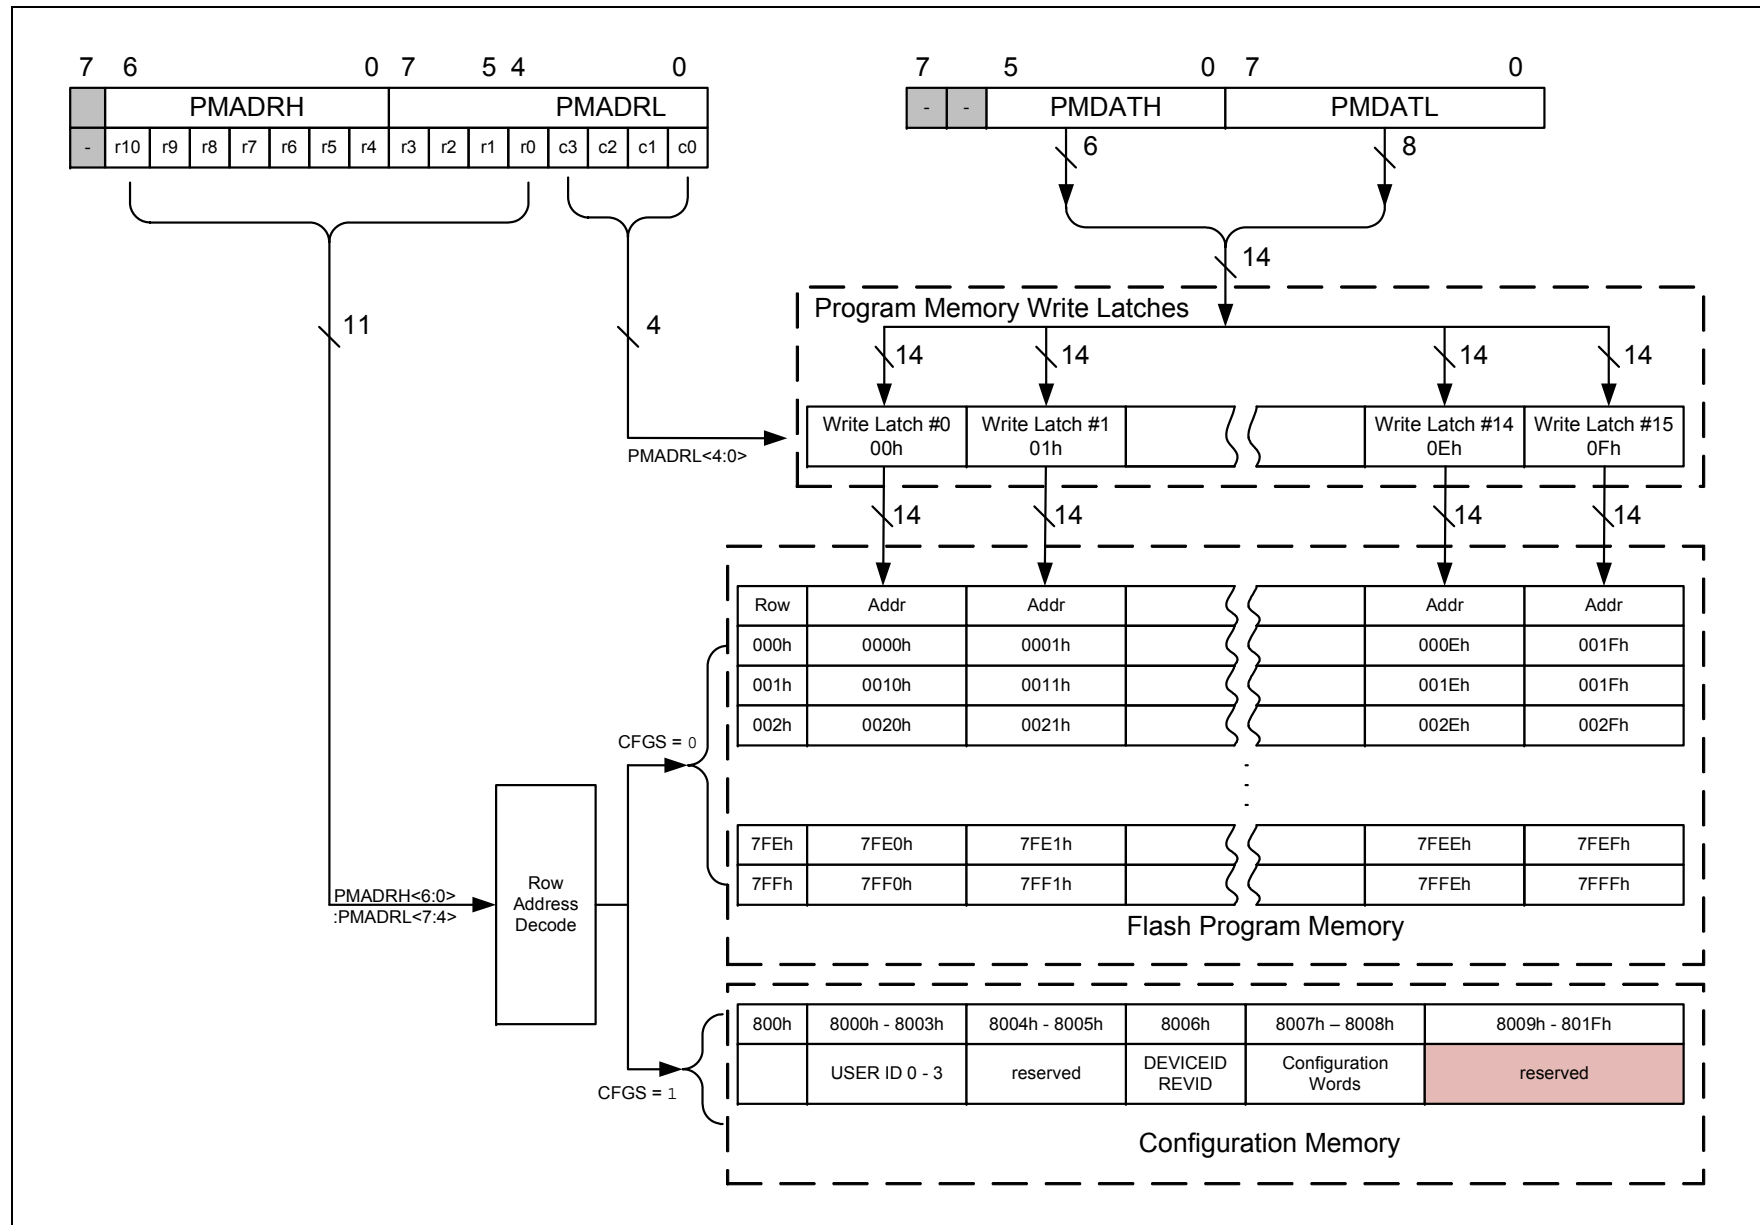 7 6 0 7 5 4 0
PMADRH PMADRL
- r10 r9 r8 r7 r6 r5 r4 r3 r2 r1 r0 c3 c2 c1 c0
7 5 0 7 0
- - PMDATH PMDATL
6 8
14
11
4
PMADRL<4:0>
Program Memory Write Latches
14 14 14 14
Write Latch #0 Write Latch #1 Write Latch #14 Write Latch #15
00h 01h 0Eh 0Fh
14 14 14 14
Row Addr Addr Addr Addr
000h 0000h 0001h 000Eh 001Fh
001h 0010h 0011h 001Eh 001Fh
002h 0020h 0021h 002Eh 002Fh
CFGS = 0
7FEh 7FE0h 7FE1h 7FEEh 7FEFh
7FFh 7FF0h 7FF1h 7FFEh 7FFFh
Flash Program Memory
PMADRH<6:0>
:PMADRL<7:4>
Row
Address
Decode
CFGS = 1
800h 8000h - 8003h 8004h - 8005h 8006h 8007h – 8008h 8009h - 801Fh
USER ID 0 - 3 reserved DEVICEID REVID Configuration Words reserved
Configuration Memory